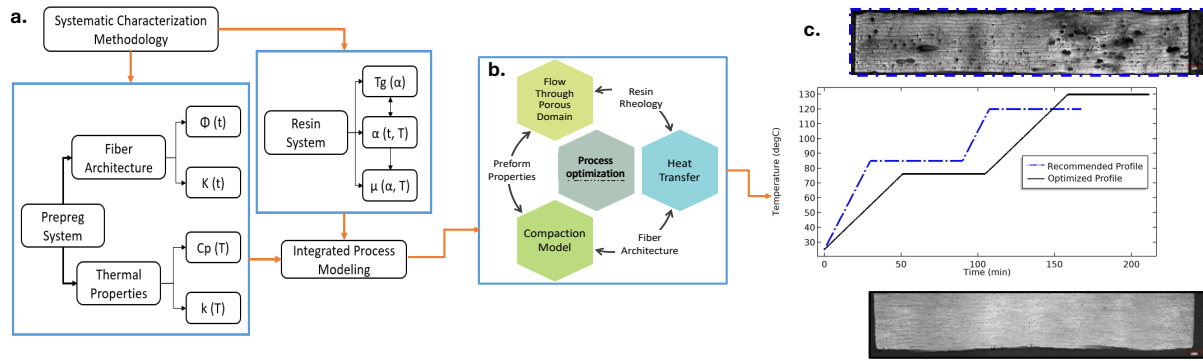 a.
Systematic Characterization
Methodology
Fiber
Architecture
Φ (t)
K (t)
Prepreg
System
Thermal
Properties
Cp (T)
k (T)
Resin
System
Tg (α)
α (t, T)
μ (α, T)
Integrated Process
Modeling
b.
Flow
Through
Porous
Domain
Resin
Rheology
Preform
Properties
Process
optimization
Heat
Transfer
Compaction
Model
Fiber
Architecture
c.
Temperature (degC)
130
120
110
100
90
80
70
60
50
40
30
Recommended Profile
Optimized Profile
0
50
100
150
200
Time (min)